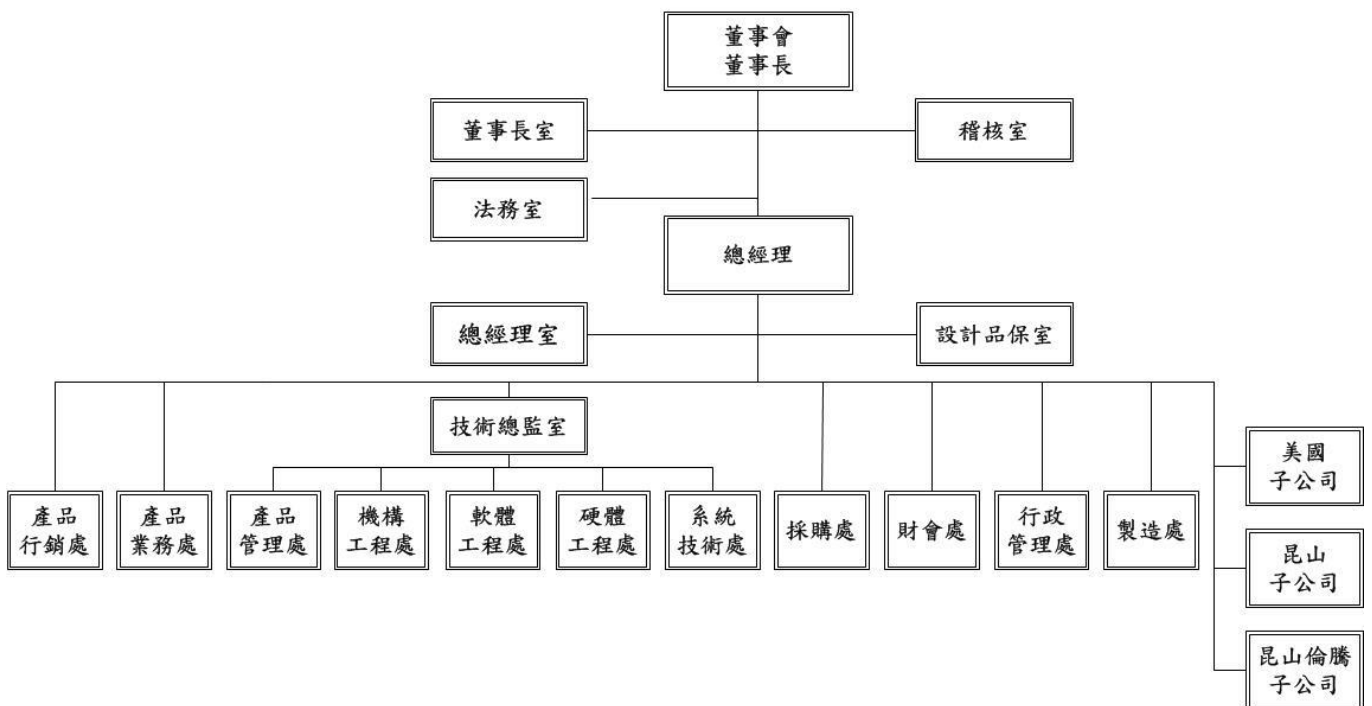 董事會
董事長
董事長室
稽核室
法務室
總經理
總經理室
設計品保室
技術總監室
產品
行銷處
產品
業務處
產品
管理處
機構
工程處
軟體
工程處
硬體
工程處
系統
技術處
採購處
財會處
行政
管理處
製造處
美國
子公司
昆山
子公司
昆山倫騰
子公司